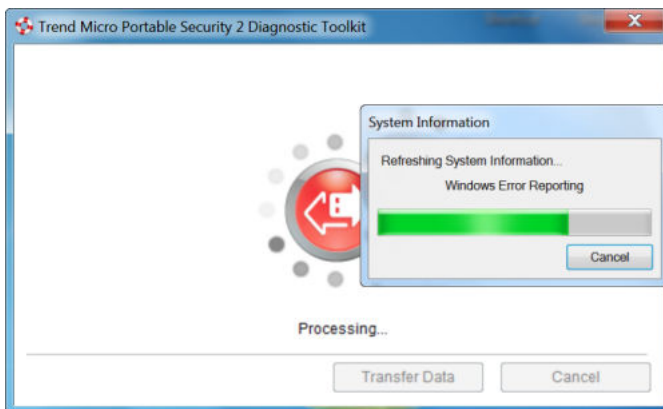 Trend Micro Portable Security 2 Diagnostic Toolkit
System Information
Refreshing System Information...
Windows Error Reporting
Cancel
Processing...
Transfer Data
Cancel